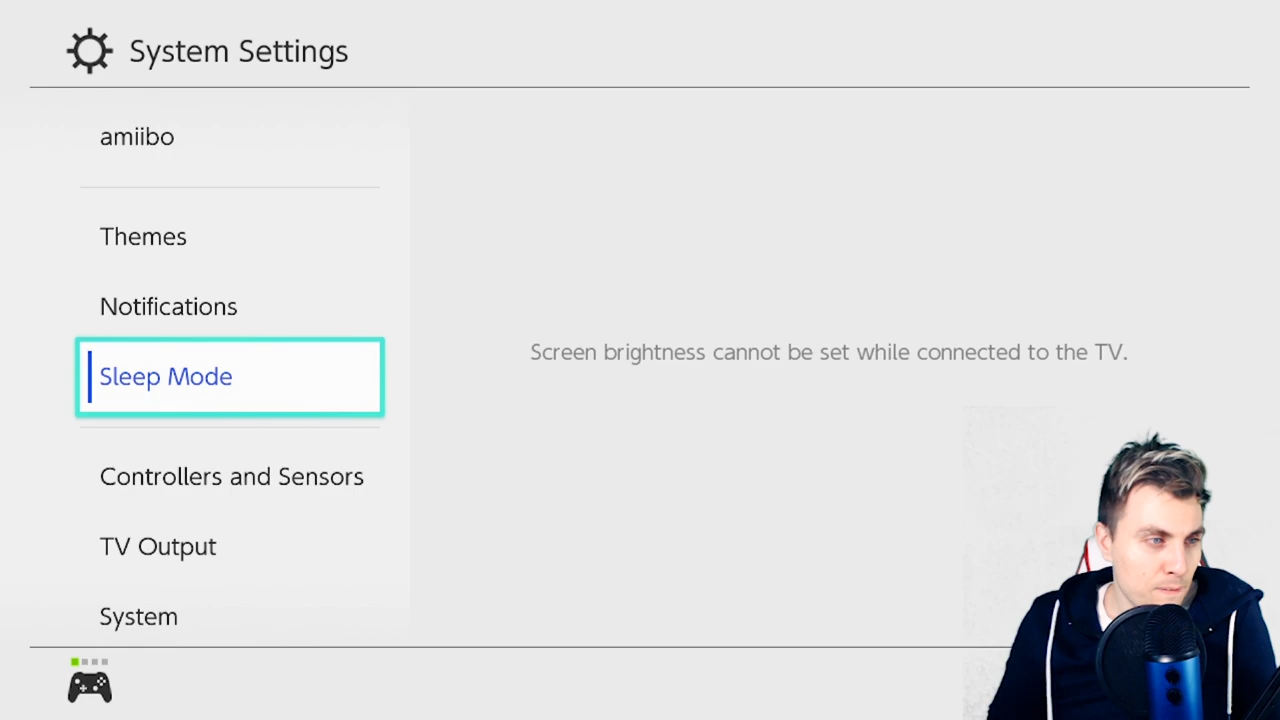 System Settings
amiibo
Themes
Notifications
Sleep Mode
Screen brightness cannot be set while connected to the TV.
Controllers and Sensors
TV Output
System